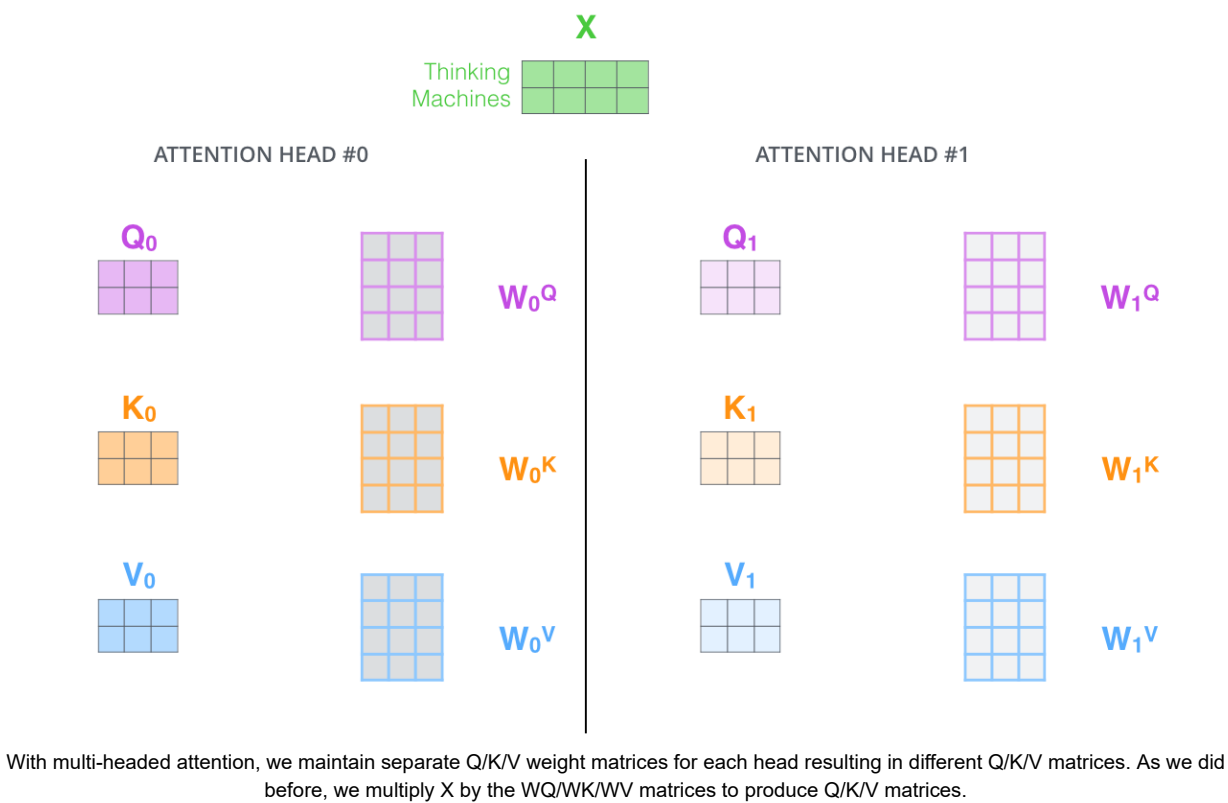 X
Thinking
Machines
ATTENTION HEAD #0
ATTENTION HEAD #1
Q₀
W₀Q
Q₁
W₁Q
K₀
W₀K
K₁
W₁K
V₀
W₀V
V₁
W₁V
With multi-headed attention, we maintain separate Q/K/V weight matrices for each head resulting in different Q/K/V matrices. As we did
before, we multiply X by the WQ/WK/WV matrices to produce Q/K/V matrices.